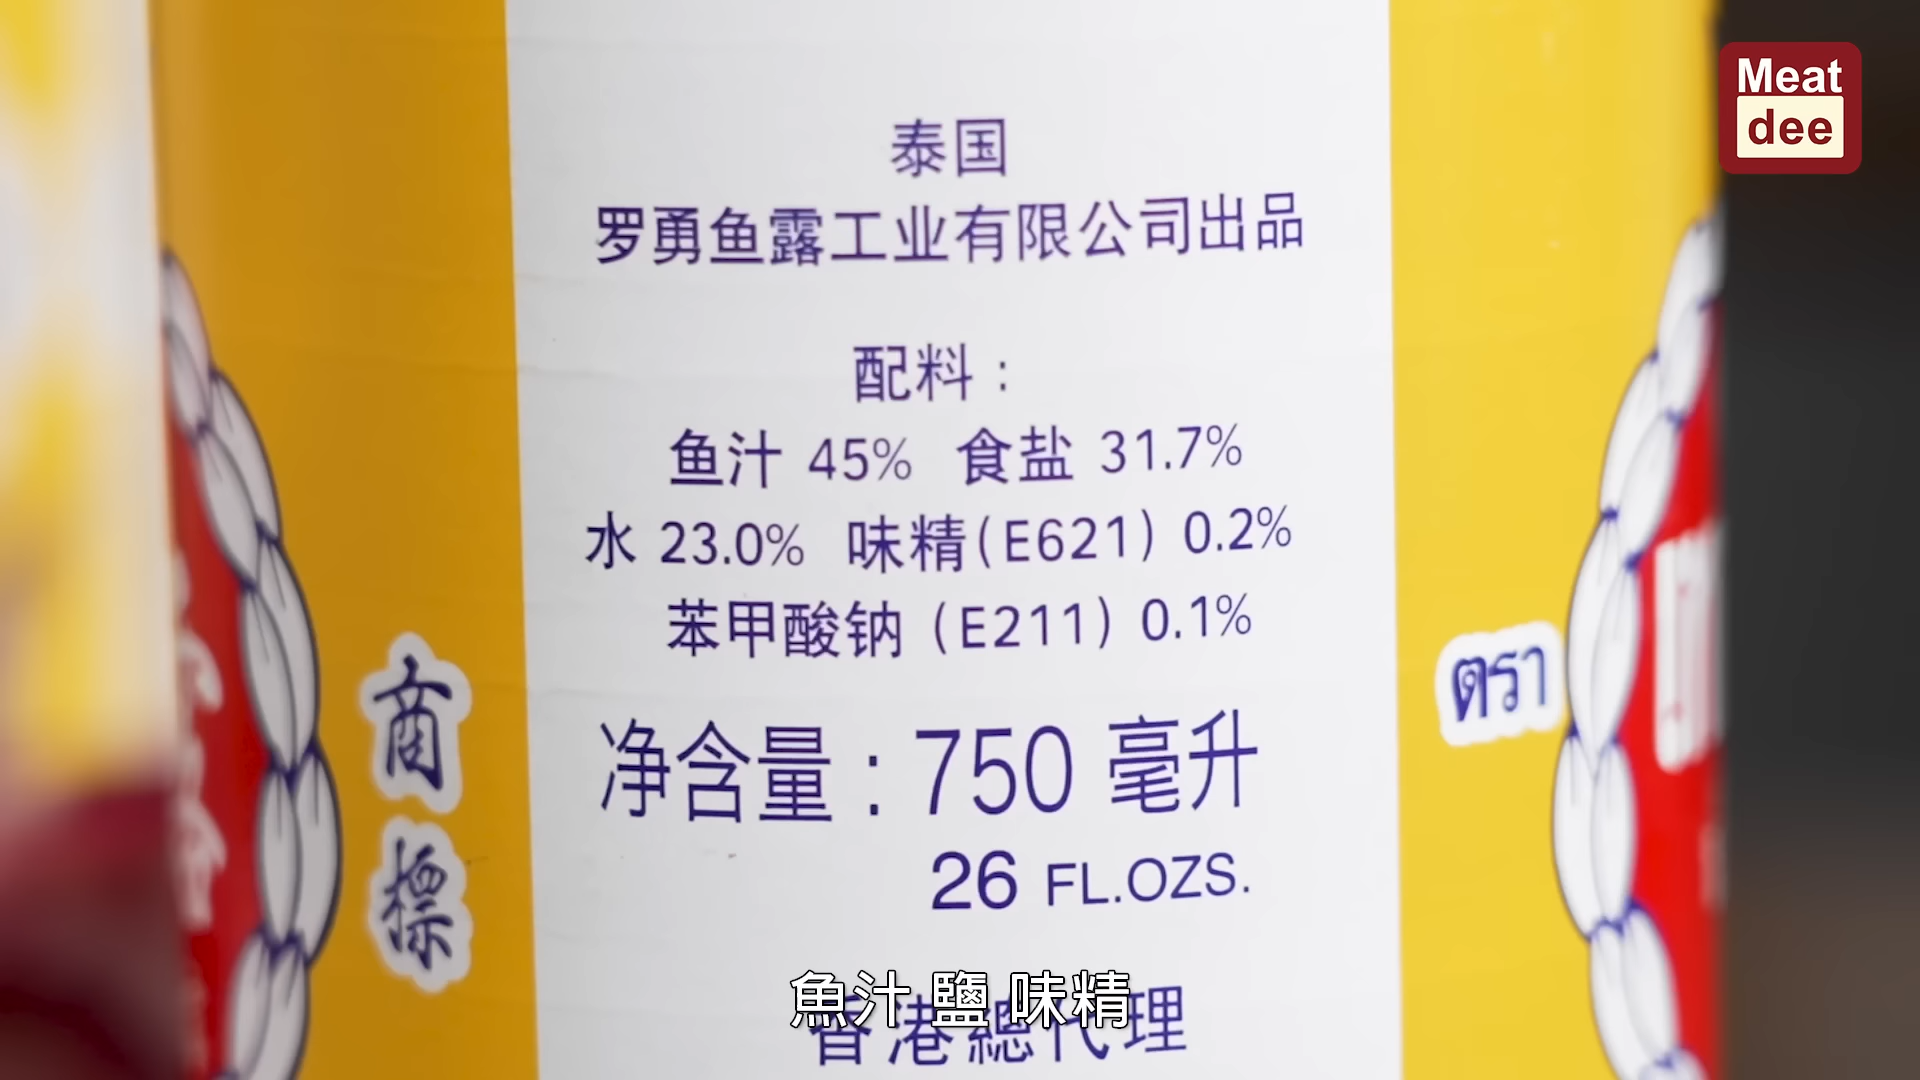 Meat
dee
泰国
罗勇鱼露工业有限公司出品
配料：
鱼汁 45% 食盐 31.7%
水 23.0% 味精(E621) 0.2%
苯甲酸钠 (E211) 0.1%
净含量：750 毫升
26 FL.OZS.
香港總代理
商標
ตรา
魚汁 鹽 味精